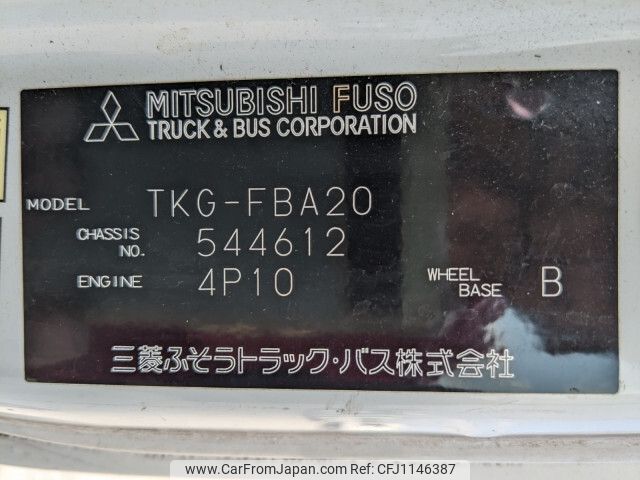 MITSUBISHI FUSO
TRUCK & BUS CORPORATION
MODEL TKG-FBA20
CHASSIS NO. 544612
ENGINE 4P10 WHEEL BASE B
三菱ふそうトラック・バス株式会社
www.CarFromJapan.com | CFJ1146387